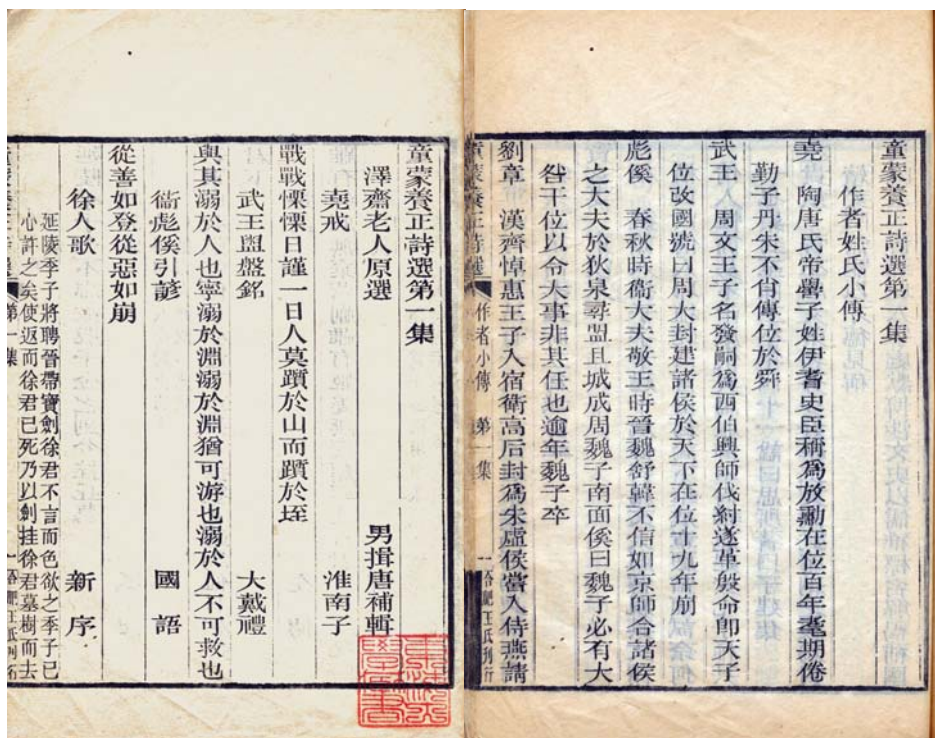 童蒙養正詩選第一集
作者姓氏小傳
堯 陶唐氏帝嚳子姓伊耆史臣稱爲放勳在位百年耄期倦
勤子丹朱不肖傳位於舜
武王 周文王子名發嗣爲西伯興師伐紂遂革殷命卽天子
位改國號曰周大封建諸侯於天下在位十九年崩
彪傒 春秋時衞大夫敬王時晉魏舒韓不信如京師合諸侯
之大夫於狄泉尋盟且城成周魏子南面傒曰魏子必有大
咎干位以令大事非其任也逾年魏子卒
劉章 漢齊悼惠王子入宿衞高后封爲朱虛侯嘗入侍燕請
童蒙養正詩選 作者小傳 第一集 一 合肥王氏刊行
童蒙養正詩選第一集
澤齋老人原選 男揖唐補輯
堯戒 淮南子
戰戰慄慄日謹一日人莫躓於山而躓於垤
武王盥盤銘 大戴禮
與其溺於人也寧溺於淵溺於淵猶可游也溺於人不可救也
衞彪傒引諺 國語
從善如登從惡如崩
徐人歌 新序
延陵季子將聘晉帶寶劍徐君不言而色欲之季子已
心許之矣使返而徐君已死乃以劍挂徐君墓樹而去
第一集 一